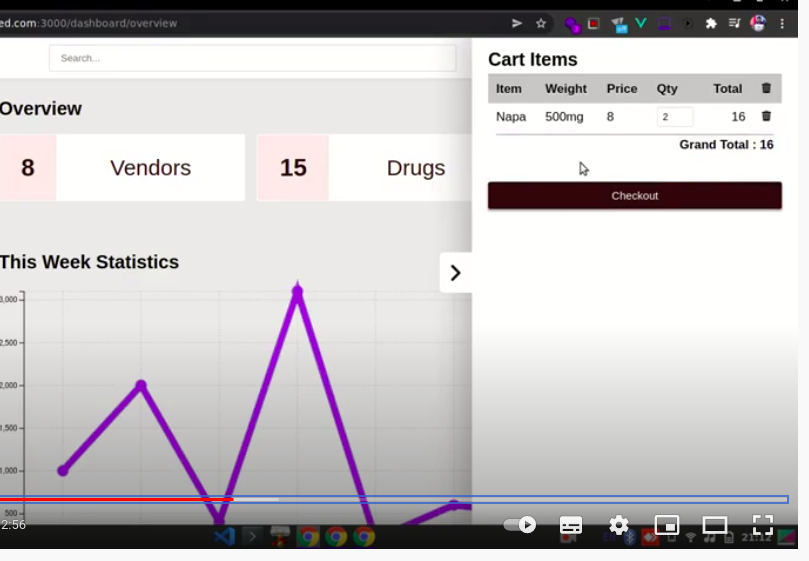 ed.com:3000/dashboard/overview
Search...
Overview
8 Vendors
15 Drugs
This Week Statistics
3,000
2,500
2,000
1,500
1,000
500
Cart Items
Item Weight Price Qty Total
Napa 500mg 8 2 16
Grand Total : 16
Checkout
2:56
21:12